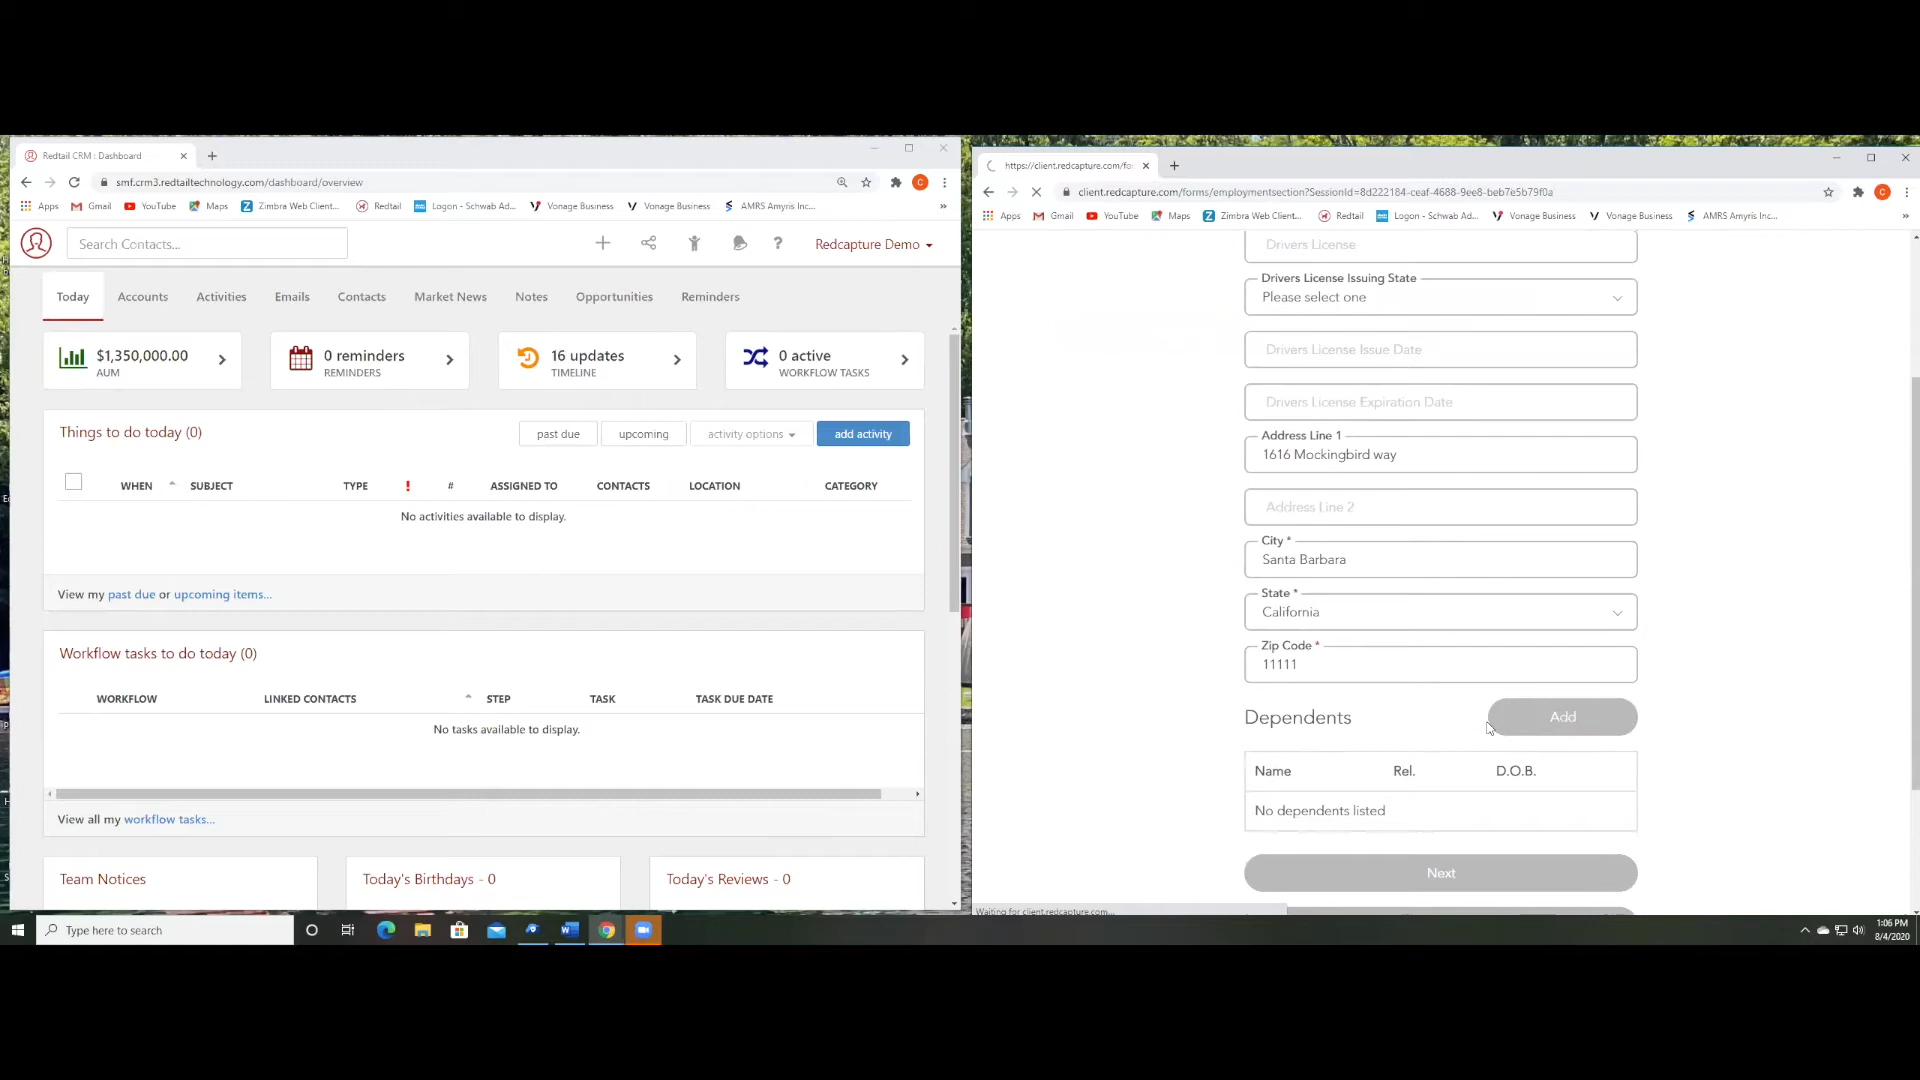 Redtail CRM : Dashboard
smf.crm3.redtailtechnology.com/dashboard/overview
Apps Gmail YouTube Maps Zimbra Web Client... Redtail Logon - Schwab Ad... Vonage Business Vonage Business AMRS Amyris Inc... »
Search Contacts...
? Redcapture Demo
Today Accounts Activities Emails Contacts Market News Notes Opportunities Reminders
$1,350,000.00
AUM
0 reminders
REMINDERS
16 updates
TIMELINE
0 active
WORKFLOW TASKS
Things to do today (0)
past due upcoming activity options add activity
WHEN SUBJECT TYPE ! # ASSIGNED TO CONTACTS LOCATION CATEGORY
No activities available to display.
View my past due or upcoming items...
Workflow tasks to do today (0)
WORKFLOW LINKED CONTACTS STEP TASK TASK DUE DATE
No tasks available to display.
View all my workflow tasks...
Team Notices Today's Birthdays - 0 Today's Reviews - 0
https://client.redcapture.com/fo
client.redcapture.com/forms/employmentsection?SessionId=8d222184-ceaf-4688-9ee8-beb7e5b79f0a
Apps Gmail YouTube Maps Zimbra Web Client... Redtail Logon - Schwab Ad... Vonage Business Vonage Business AMRS Amyris Inc... »
Drivers License
Drivers License Issuing State
Please select one
Drivers License Issue Date
Drivers License Expiration Date
Address Line 1
1616 Mockingbird way
Address Line 2
City *
Santa Barbara
State *
California
Zip Code *
11111
Dependents Add
Name Rel. D.O.B.
No dependents listed
Next
Waiting for client.redcapture.com...
Type here to search
1:06 PM
8/4/2020